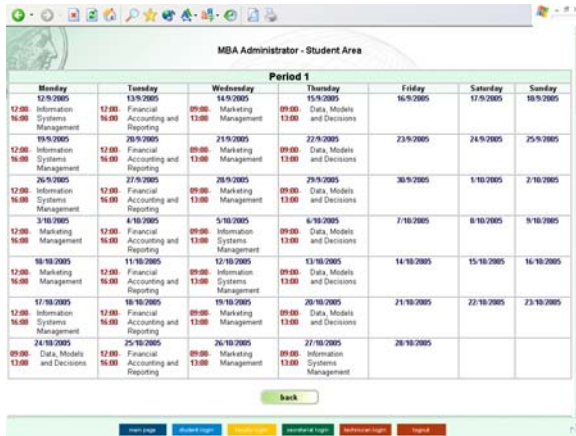 MBA Administrator - Student Area
Period 1
Monday Tuesday Wednesday Thursday Friday Saturday Sunday
12/9/2005 13/9/2005 14/9/2005 15/9/2005 16/9/2005 17/9/2005 18/9/2005
12:00- Information 12:00- Financial 09:00- Marketing 09:00- Data, Models
16:00 Systems 16:00 Accounting and 13:00 Management 13:00 and Decisions
Management Reporting
19/9/2005 20/9/2005 21/9/2005 22/9/2005 23/9/2005 24/9/2005 25/9/2005
12:00- Information 12:00- Financial 09:00- Marketing 09:00- Data, Models
16:00 Systems 16:00 Accounting and 13:00 Management 13:00 and Decisions
Management Reporting
26/9/2005 27/9/2005 28/9/2005 29/9/2005 30/9/2005 1/10/2005 2/10/2005
12:00- Information 12:00- Financial 09:00- Marketing 09:00- Data, Models
16:00 Systems 16:00 Accounting and 13:00 Management 13:00 and Decisions
Management Reporting
3/10/2005 4/10/2005 5/10/2005 6/10/2005 7/10/2005 8/10/2005 9/10/2005
12:00- Marketing 12:00- Financial 09:00- Information 09:00- Data, Models
16:00 Management 16:00 Accounting and 13:00 Systems 13:00 and Decisions
Reporting Management
10/10/2005 11/10/2005 12/10/2005 13/10/2005 14/10/2005 15/10/2005 16/10/2005
12:00- Marketing 12:00- Financial 09:00- Information 09:00- Data, Models
16:00 Management 16:00 Accounting and 13:00 Systems 13:00 and Decisions
Reporting Management
17/10/2005 18/10/2005 19/10/2005 20/10/2005 21/10/2005 22/10/2005 23/10/2005
12:00- Information 12:00- Financial 09:00- Marketing 09:00- Data, Models
16:00 Systems 16:00 Accounting and 13:00 Management 13:00 and Decisions
Management Reporting
24/10/2005 25/10/2005 26/10/2005 27/10/2005 28/10/2005
09:00- Data, Models 12:00- Financial 09:00- Marketing 09:00- Information
13:00 and Decisions 16:00 Accounting and 13:00 Management 13:00 Systems
Reporting Management
back
main page student login faculty login secretariat login technician login logout